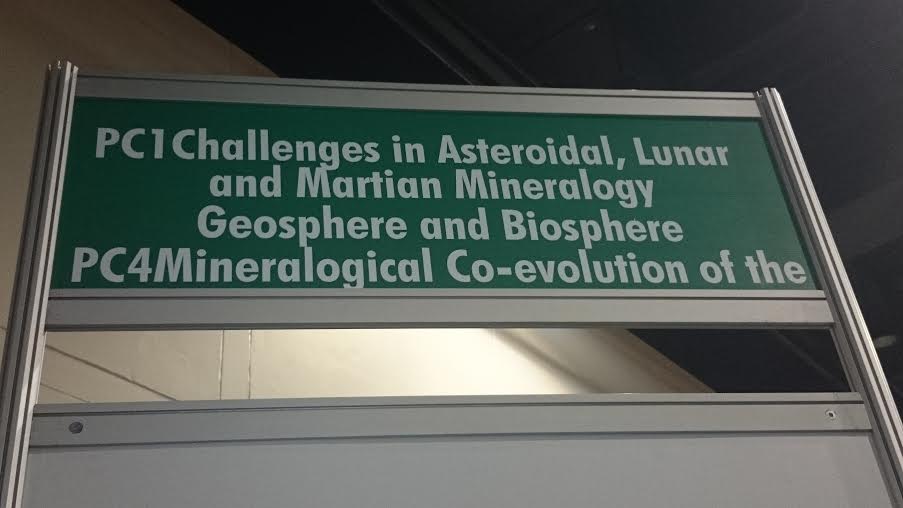 PC1Challenges in Asteroidal, Lunar
and Martian Mineralogy
Geosphere and Biosphere
PC4Mineralogical Co-evolution of the